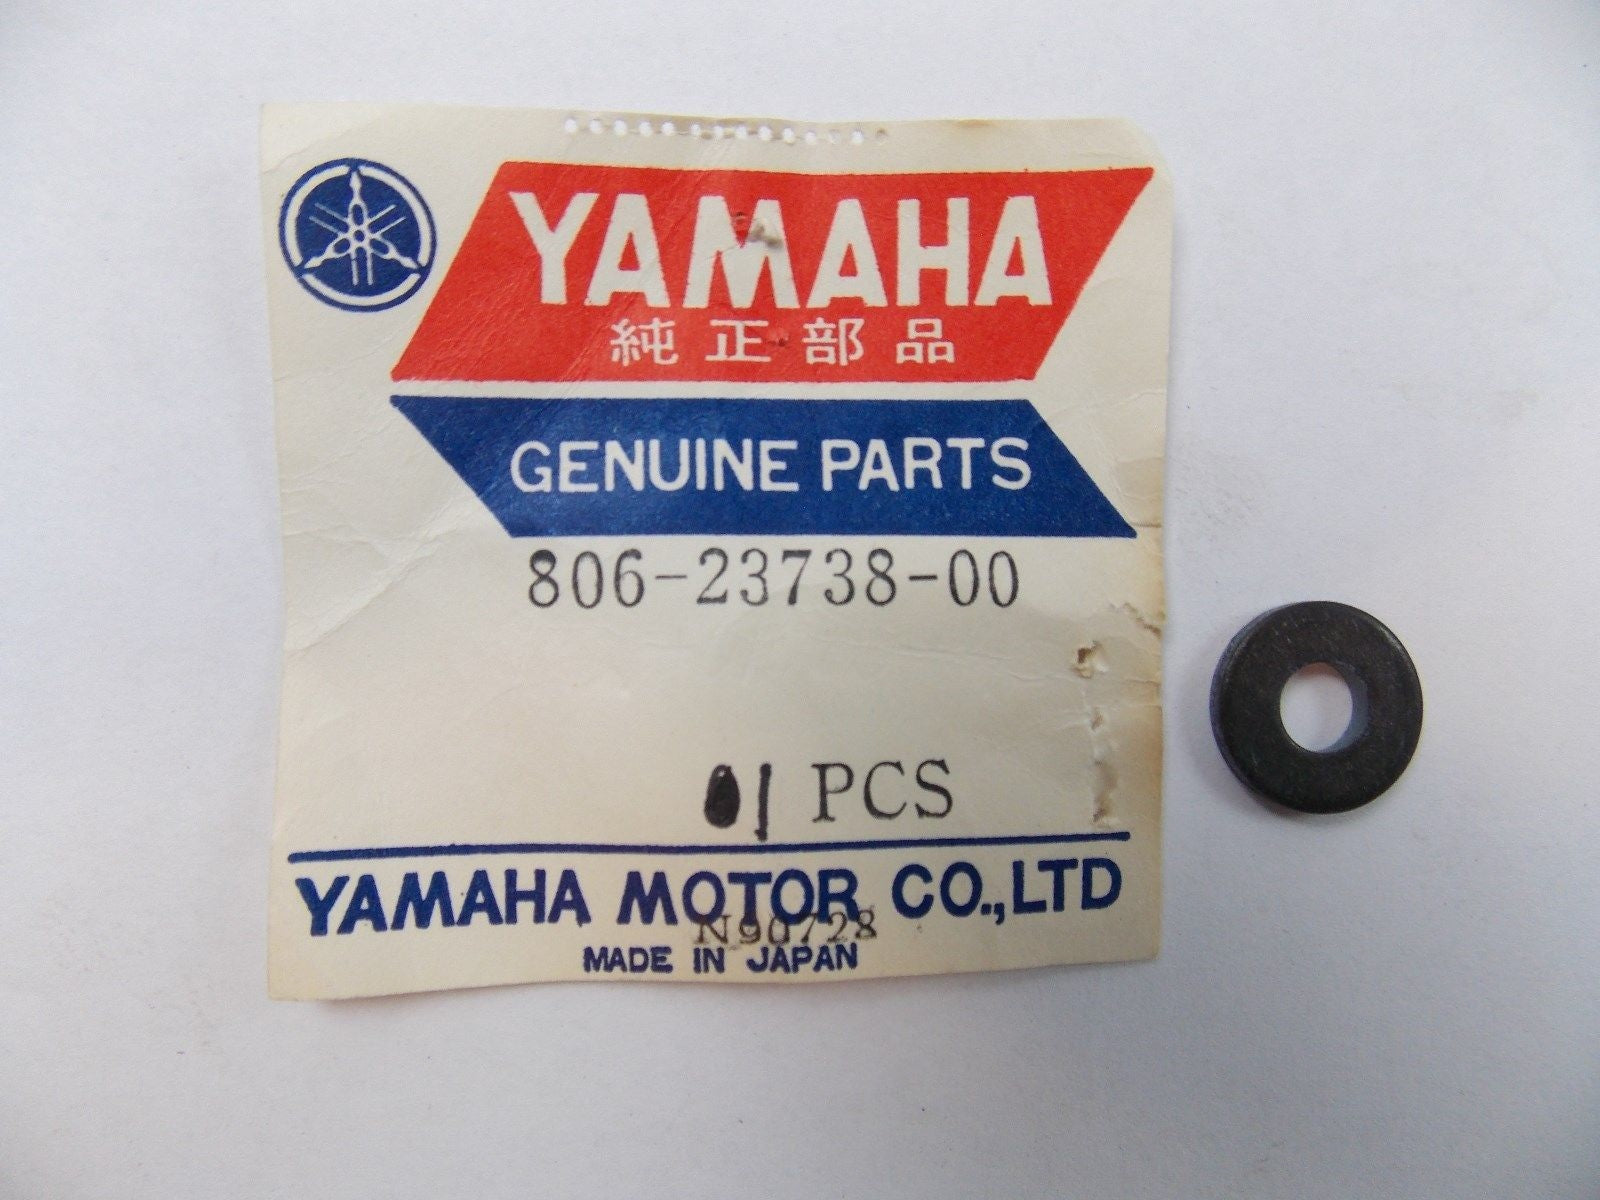 YAMAHA
純正部品
GENUINE PARTS
806-23738-00
01 PCS
YAMAHA MOTOR CO.,LTD
N90728
MADE IN JAPAN